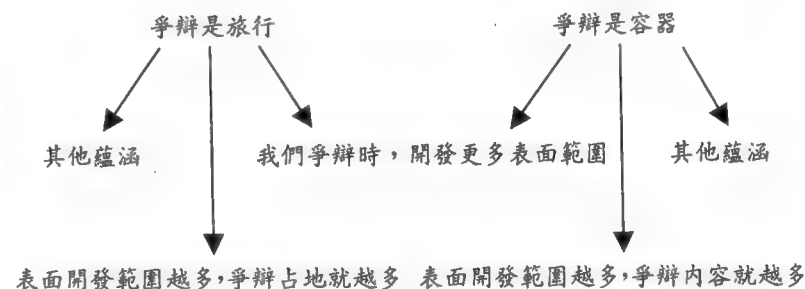 爭辯是旅行 爭辯是容器
其他蘊涵 我們爭辯時，開發更多表面範圍 其他蘊涵
表面開發範圍越多，爭辯占地就越多 表面開發範圍越多，爭辯內容就越多